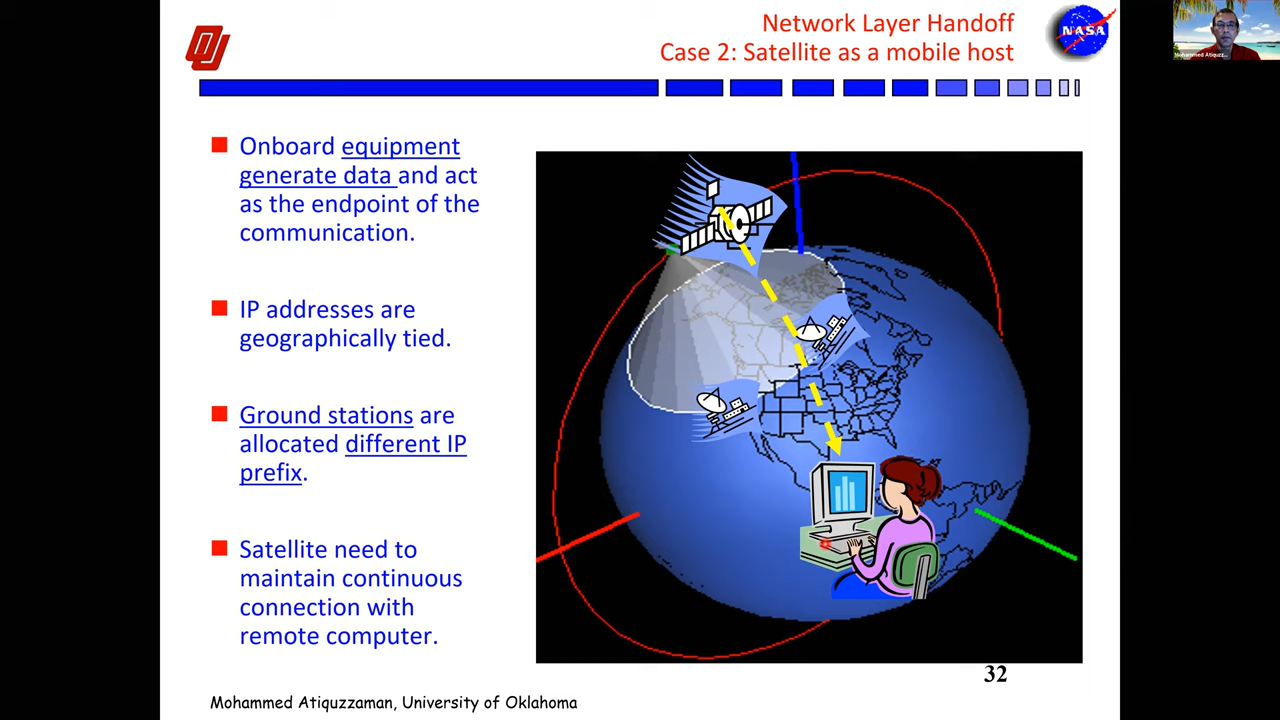 Network Layer Handoff
Case 2: Satellite as a mobile host
NASA
Mohammed Atiquzz...
Onboard equipment
generate data and act
as the endpoint of the
communication.
IP addresses are
geographically tied.
Ground stations are
allocated different IP
prefix.
Satellite need to
maintain continuous
connection with
remote computer.
32
Mohammed Atiquzzaman, University of Oklahoma